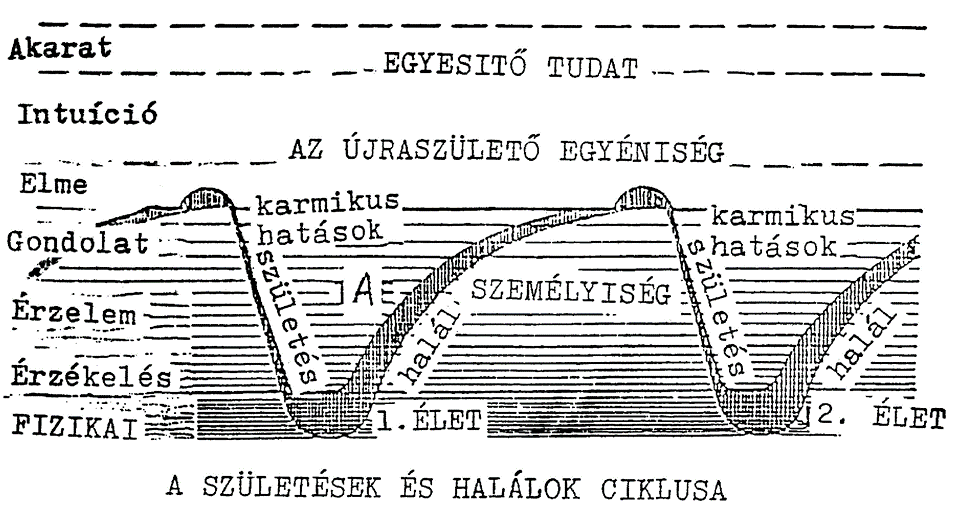 Akarat
EGYESITŐ TUDAT
Intuíció
AZ ÚJRASZÜLETŐ EGYÉNISÉG
Elme
karmikus
hatások
karmikus
hatások
Gondolat
születés
születés
A
SZEMÉLYISÉG
Érzelem
halál
halál
Érzékelés
FIZIKAI
1. ÉLET
2. ÉLET
A SZÜLETÉSEK ÉS HALÁLOK CIKLUSA